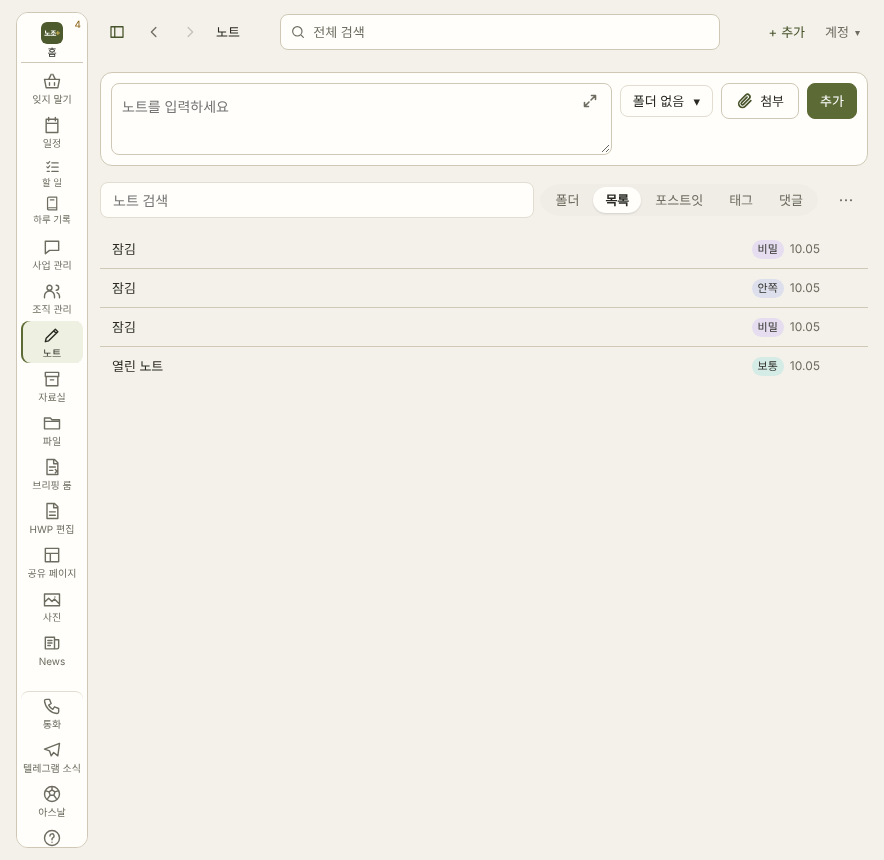 노조+
4
홈
잊지 말기
일정
할 일
하루 기록
사업 관리
조직 관리
노트
자료실
파일
브리핑 룸
HWP 편집
공유 페이지
사진
News
통화
텔레그램 소식
아스날
노트
전체 검색
+ 추가
계정 ▾
노트를 입력하세요
폴더 없음 ▾
첨부
추가
노트 검색
폴더 목록 포스트잇 태그 댓글 ⋯
잠김 비밀 10.05
잠김 안쪽 10.05
잠김 비밀 10.05
열린 노트 보통 10.05